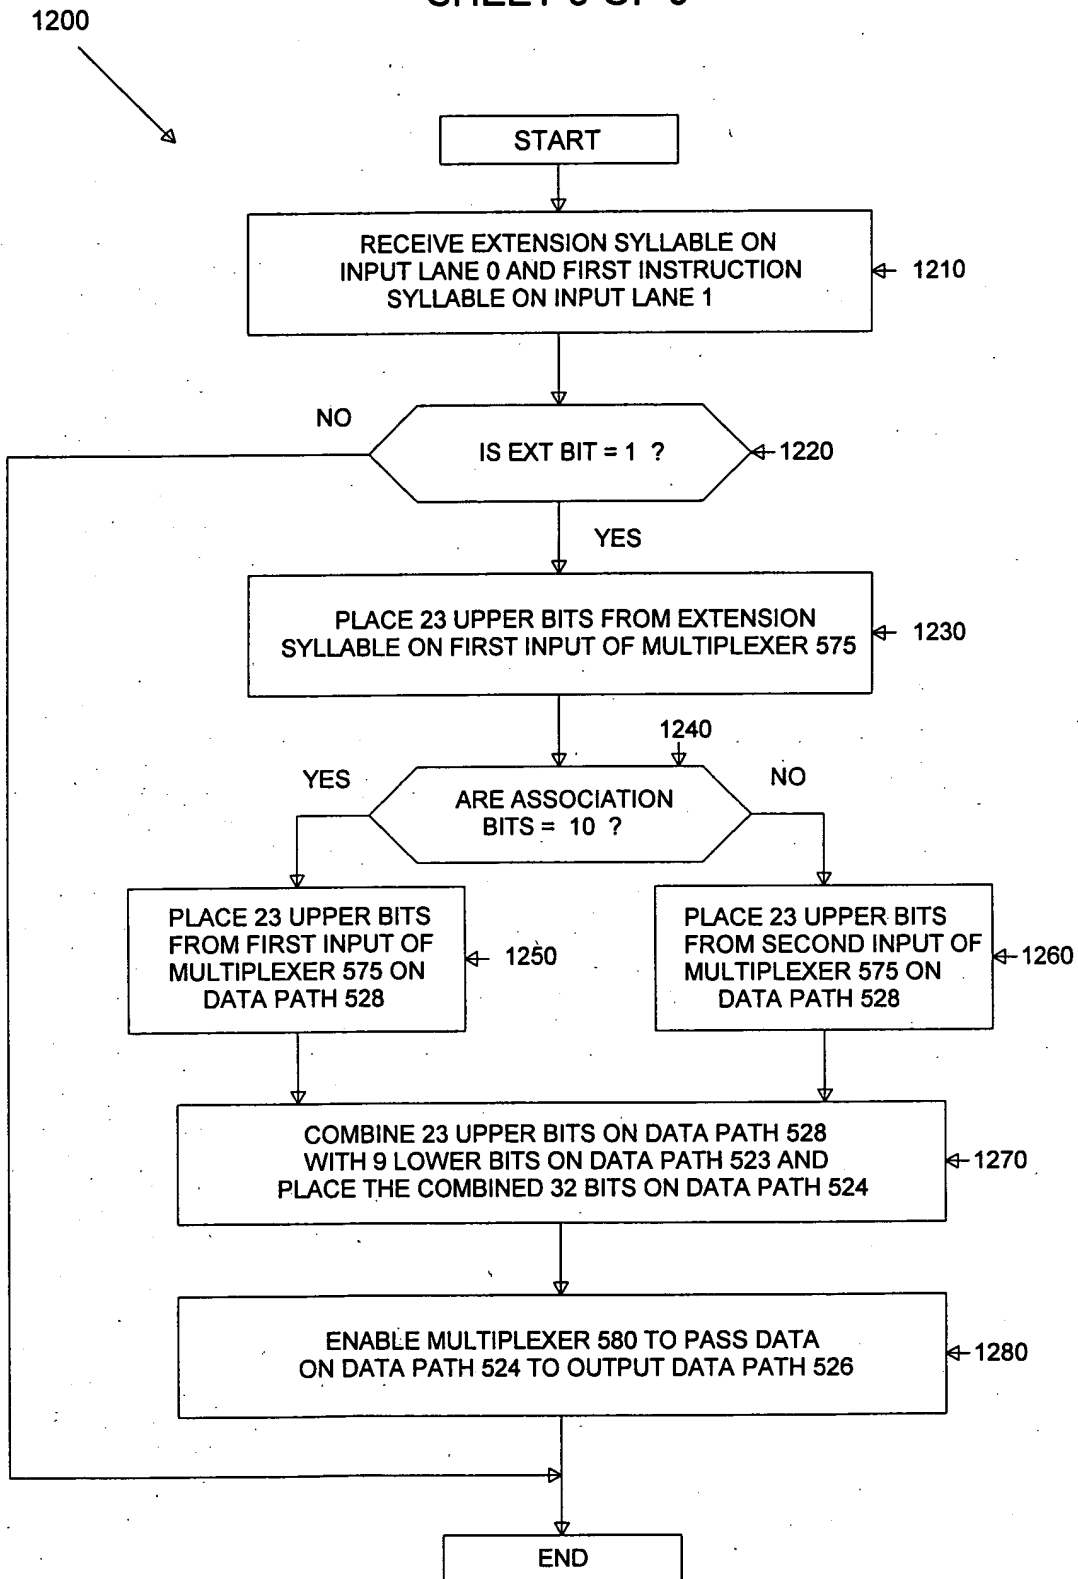 1200
START
RECEIVE EXTENSION SYLLABLE ON
INPUT LANE 0 AND FIRST INSTRUCTION
SYLLABLE ON INPUT LANE 1
1210
NO
IS EXT BIT = 1 ?
1220
YES
PLACE 23 UPPER BITS FROM EXTENSION
SYLLABLE ON FIRST INPUT OF MULTIPLEXER 575
1230
1240
YES
ARE ASSOCIATION
BITS = 10 ?
NO
PLACE 23 UPPER BITS
FROM FIRST INPUT OF
MULTIPLEXER 575 ON
DATA PATH 528
1250
PLACE 23 UPPER BITS
FROM SECOND INPUT OF
MULTIPLEXER 575 ON
DATA PATH 528
1260
COMBINE 23 UPPER BITS ON DATA PATH 528
WITH 9 LOWER BITS ON DATA PATH 523 AND
PLACE THE COMBINED 32 BITS ON DATA PATH 524
1270
ENABLE MULTIPLEXER 580 TO PASS DATA
ON DATA PATH 524 TO OUTPUT DATA PATH 526
1280
END